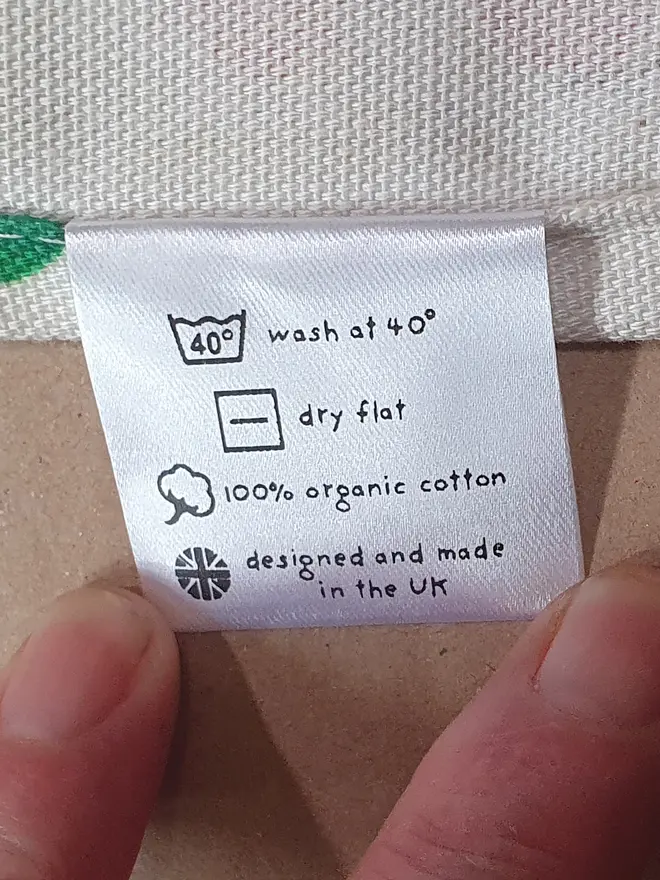 40° wash at 40°
dry flat
100% organic cotton
designed and made
in the UK